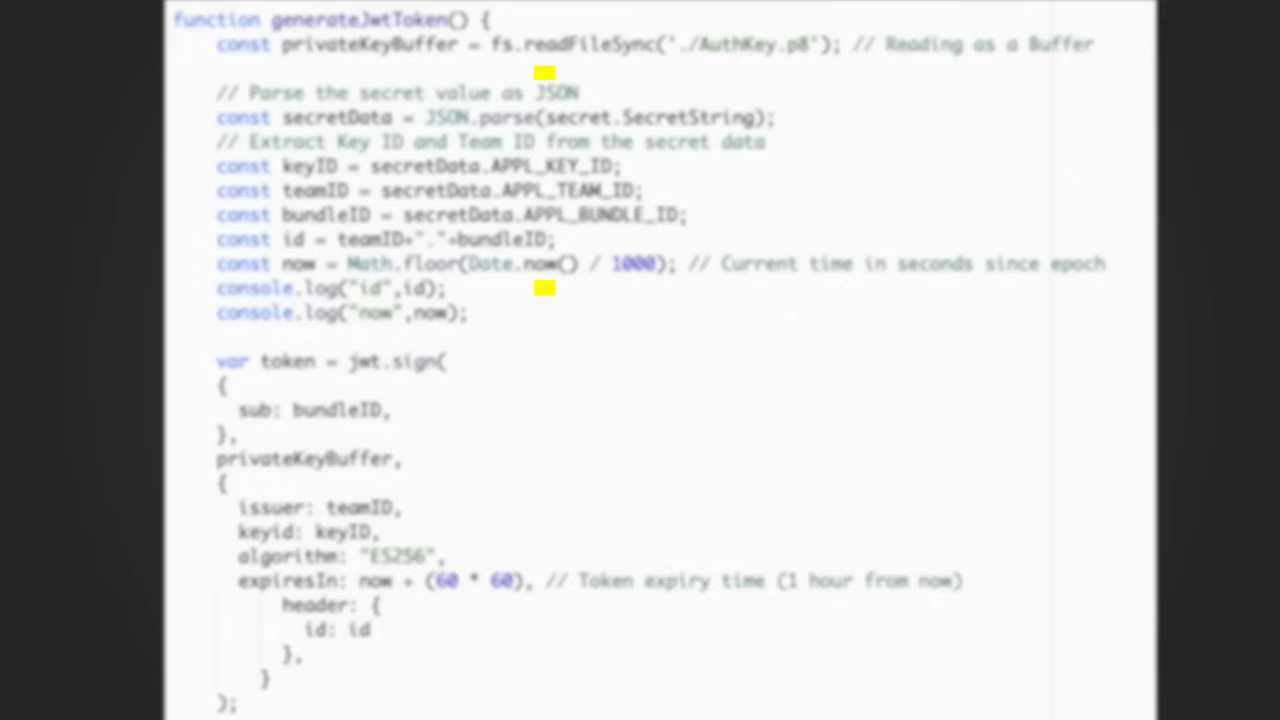 function generateJwtToken() {
const privateKeyBuffer = fs.readFileSync('./AuthKey.p8'); // Reading as a Buffer
// Parse the secret value as JSON
const secretData = JSON.parse(secret.SecretString);
// Extract Key ID and Team ID from the secret data
const keyID = secretData.APPL_KEY_ID;
const teamID = secretData.APPL_TEAM_ID;
const bundleID = secretData.APPL_BUNDLE_ID;
const id = teamID+"."+bundleID;
const now = Math.floor(Date.now() / 1000); // Current time in seconds since epoch
console.log("id",id);
console.log("now",now);
var token = jwt.sign(
{
sub: bundleID,
},
privateKeyBuffer,
{
issuer: teamID,
keyid: keyID,
algorithm: "ES256",
expiresIn: now + (60 * 60), // Token expiry time (1 hour from now)
header: {
id: id
},
}
);